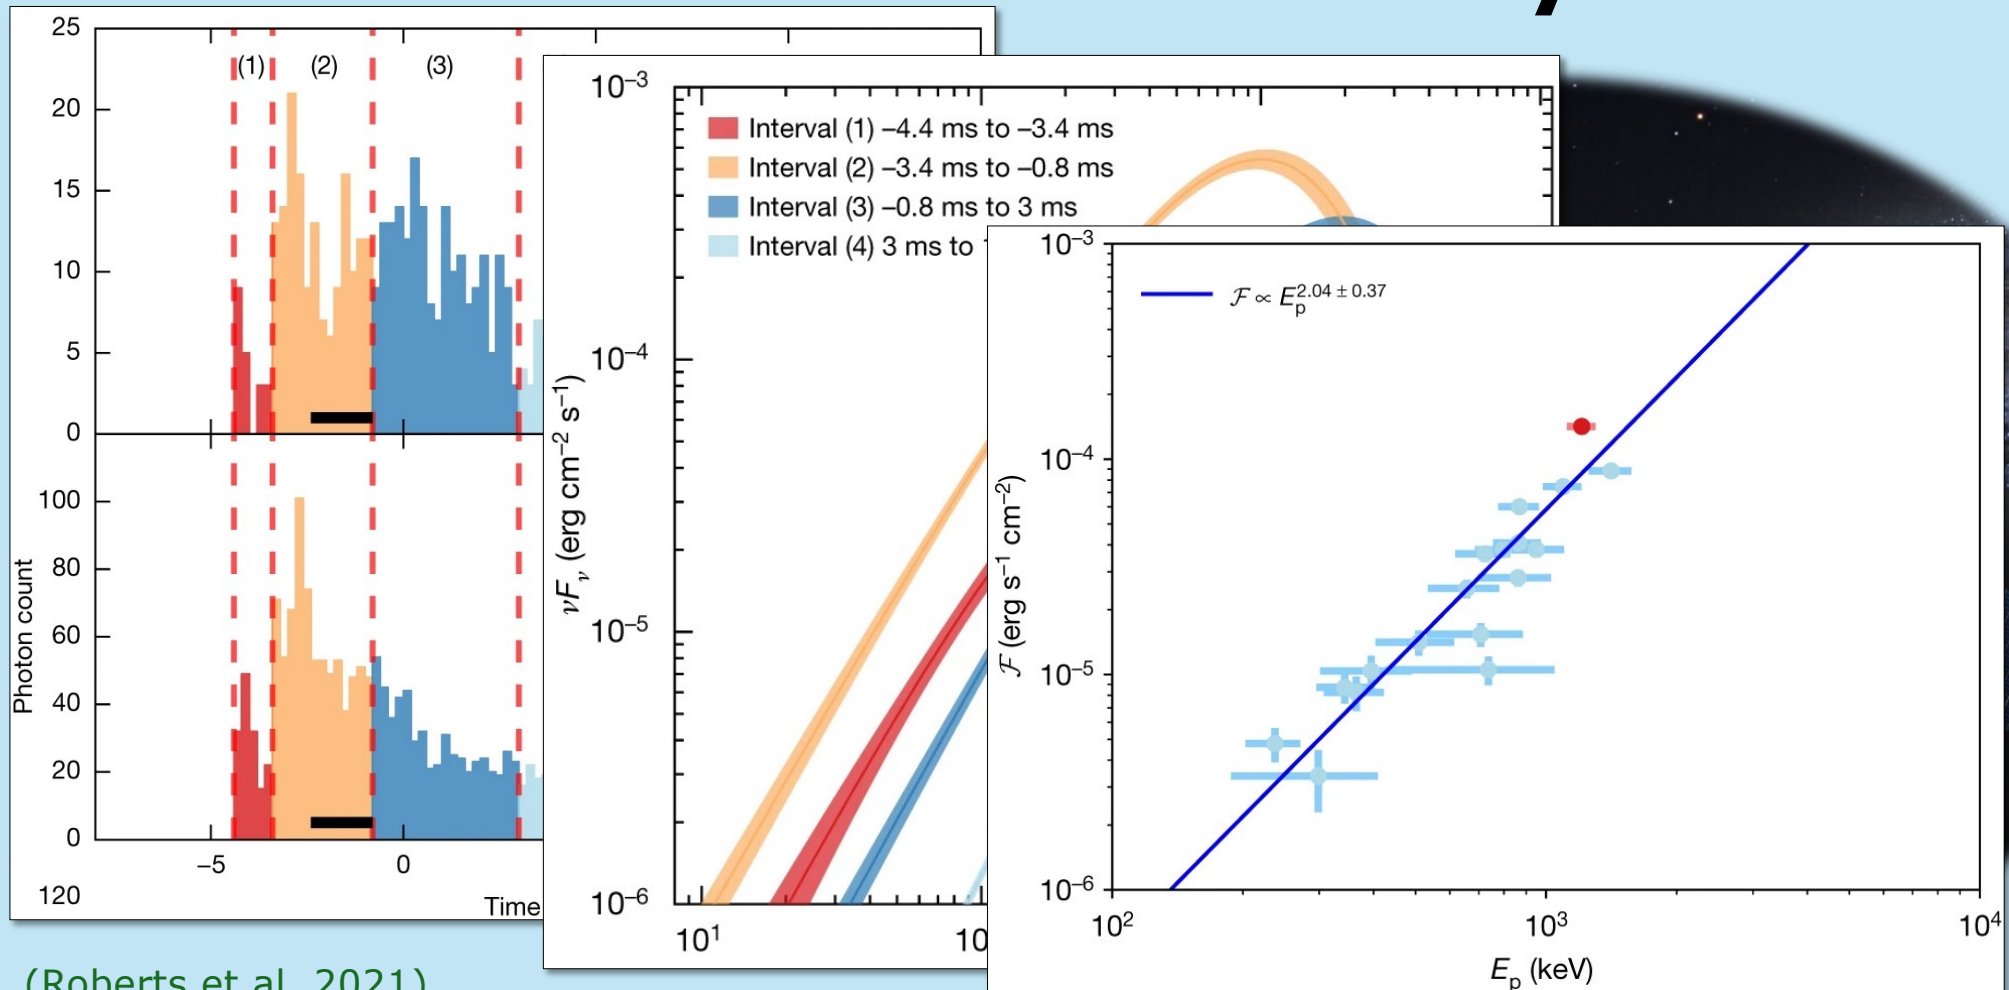 25
(1) (2) (3)
20
15
10
5
0
100
80
60
40
20
0
Photon count
−5 0
120
Time
10⁻³
Interval (1) −4.4 ms to −3.4 ms
Interval (2) −3.4 ms to −0.8 ms
Interval (3) −0.8 ms to 3 ms
Interval (4) 3 ms to
10⁻⁴
10⁻⁵
10⁻⁶
νFᵥ (erg cm⁻² s⁻¹)
10¹ 10
10⁻³
ℱ ∝ Eₚ^2.04 ± 0.37
10⁻⁴
10⁻⁵
10⁻⁶
ℱ (erg s⁻¹ cm⁻²)
10² 10³ 10⁴
Eₚ (keV)
(Roberts et al. 2021)